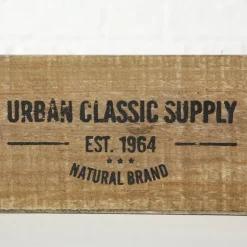 URBAN CLASSIC SUPPLY
EST. 1964
NATURAL BRAND